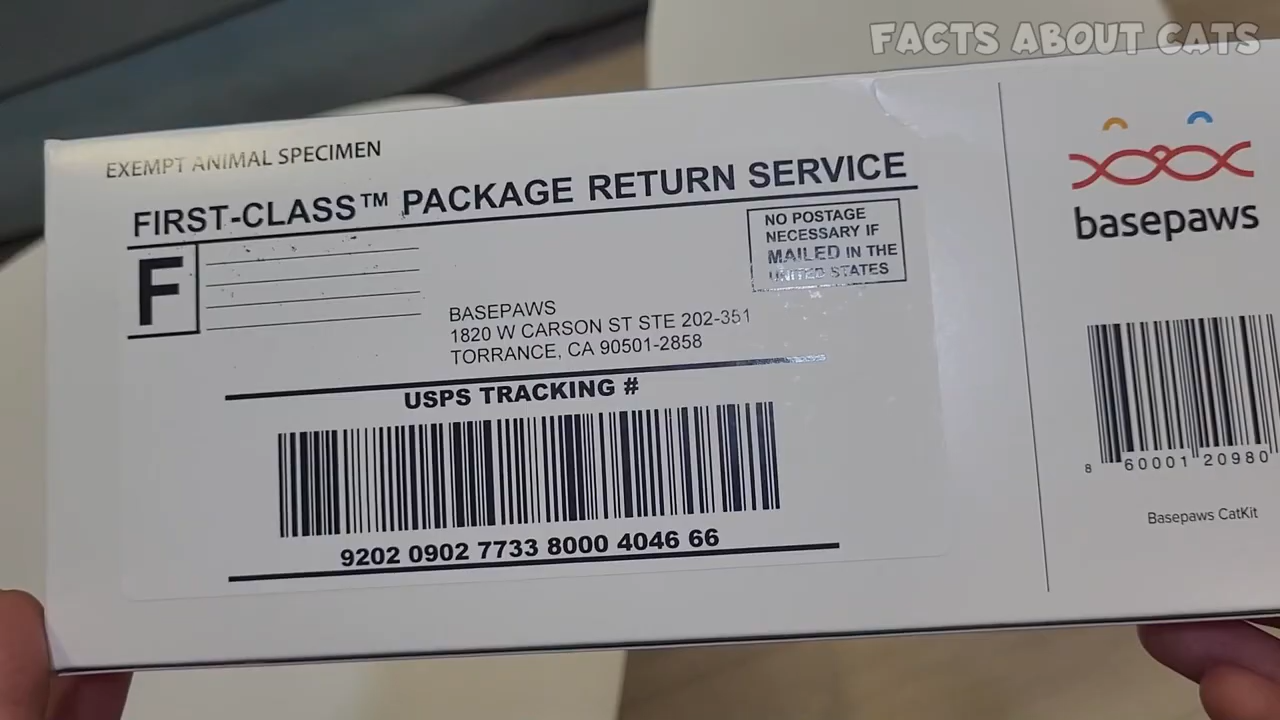 FACTS ABOUT CATS
EXEMPT ANIMAL SPECIMEN
FIRST-CLASS™ PACKAGE RETURN SERVICE
F
NO POSTAGE
NECESSARY IF
MAILED IN THE
UNITED STATES
BASEPAWS
1820 W CARSON ST STE 202-351
TORRANCE, CA 90501-2858
USPS TRACKING #
9202 0902 7733 8000 4046 66
basepaws
8 60001 20980
Basepaws CatKit